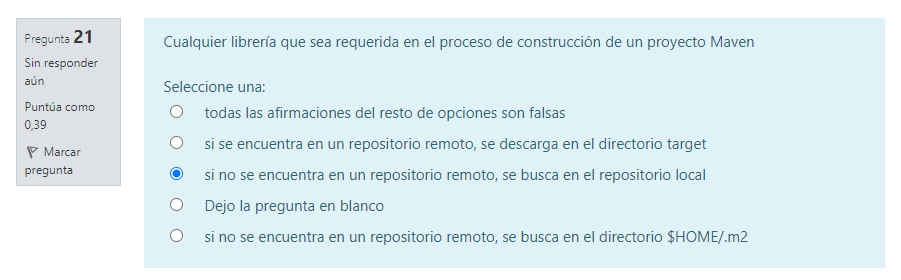 Pregunta 21
Sin responder
aún
Puntúa como
0,39
Marcar
pregunta
Cualquier librería que sea requerida en el proceso de construcción de un proyecto Maven
Seleccione una:
todas las afirmaciones del resto de opciones son falsas
si se encuentra en un repositorio remoto, se descarga en el directorio target
si no se encuentra en un repositorio remoto, se busca en el repositorio local
Dejo la pregunta en blanco
si no se encuentra en un repositorio remoto, se busca en el directorio $HOME/.m2